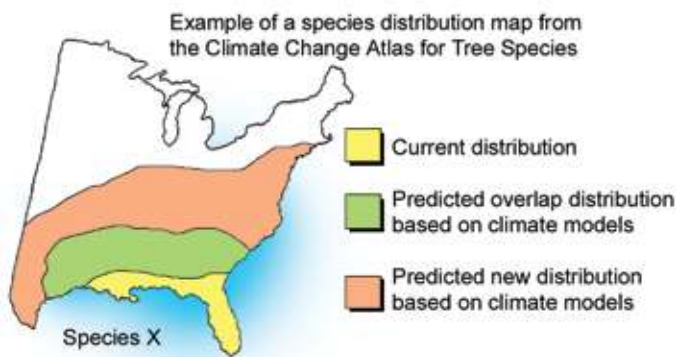 Example of a species distribution map from
the Climate Change Atlas for Tree Species
Current distribution
Predicted overlap distribution
based on climate models
Predicted new distribution
based on climate models
Species X